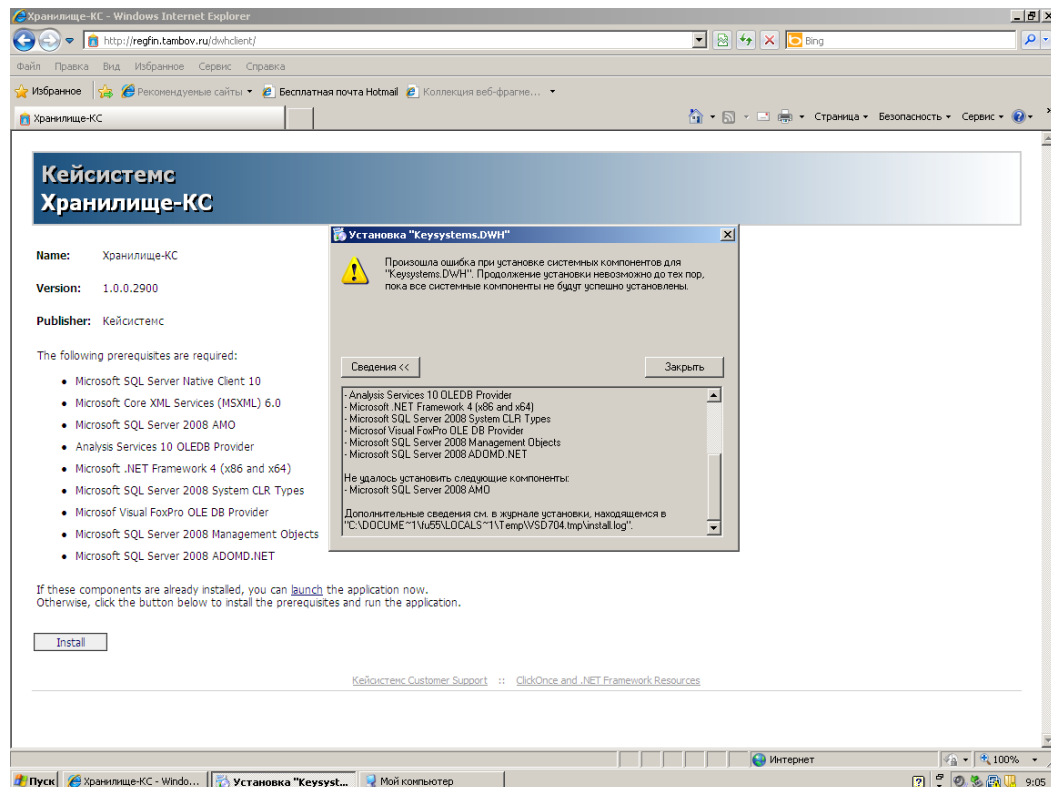 Хранилище-КС - Windows Internet Explorer
http://regfin.tambov.ru/dwhclient/
Bing
Файл Правка Вид Избранное Сервис Справка
Избранное Рекомендуемые сайты Бесплатная почта Hotmail Коллекция веб-фрагме...
Хранилище-КС
Страница Безопасность Сервис
Кейсистемс
Хранилище-КС
Name: Хранилище-КС
Version: 1.0.0.2900
Publisher: Кейсистемс
The following prerequisites are required:
Microsoft SQL Server Native Client 10
Microsoft Core XML Services (MSXML) 6.0
Microsoft SQL Server 2008 AMO
Analysis Services 10 OLEDB Provider
Microsoft .NET Framework 4 (x86 and x64)
Microsoft SQL Server 2008 System CLR Types
Microsof Visual FoxPro OLE DB Provider
Microsoft SQL Server 2008 Management Objects
Microsoft SQL Server 2008 ADOMD.NET
If these components are already installed, you can launch the application now.
Otherwise, click the button below to install the prerequisites and run the application.
Install
Кейсистемс Customer Support :: ClickOnce and .NET Framework Resources
Установка "Keysystems.DWH"
Произошла ошибка при установке системных компонентов для
"Keysystems.DWH". Продолжение установки невозможно до тех пор,
пока все системные компоненты не будут успешно установлены.
Сведения <<
Закрыть
- Analysis Services 10 OLEDB Provider
- Microsoft .NET Framework 4 (x86 and x64)
- Microsoft SQL Server 2008 System CLR Types
- Microsof Visual FoxPro OLE DB Provider
- Microsoft SQL Server 2008 Management Objects
- Microsoft SQL Server 2008 ADOMD.NET
Не удалось установить следующие компоненты:
- Microsoft SQL Server 2008 AMO
Дополнительные сведения см. в журнале установки, находящемся в
"C:\DOCUME~1\fu55\LOCALS~1\Temp\VSD704.tmp\install.log".
Интернет
100%
Пуск
Хранилище-КС - Windo...
Установка "Keysyst...
Мой компьютер
9:05